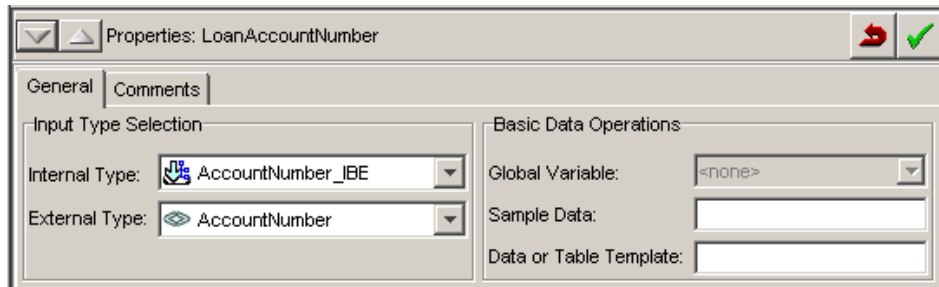 Properties: LoanAccountNumber
General Comments
Input Type Selection
Internal Type: AccountNumber_IBE
External Type: AccountNumber
Basic Data Operations
Global Variable: <none>
Sample Data:
Data or Table Template: